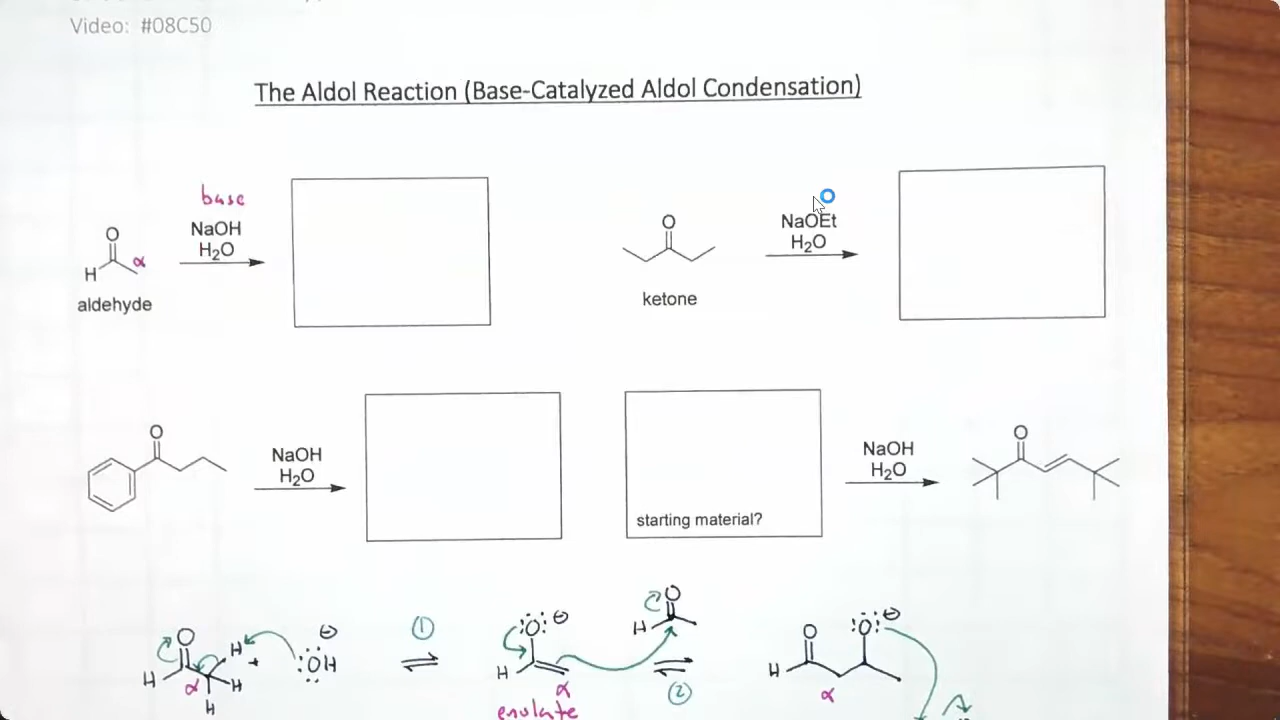 Video: #08C50
The Aldol Reaction (Base-Catalyzed Aldol Condensation)
base
NaOH
H2O
O
H
α
aldehyde
O
ketone
NaOEt
H2O
O
NaOH
H2O
starting material?
NaOH
H2O
O
O
H
H
H
H
α
+
:OH
⊖
①
:O:
⊖
H
α
enolate
O
H
②
O
H
α
:O:
⊖